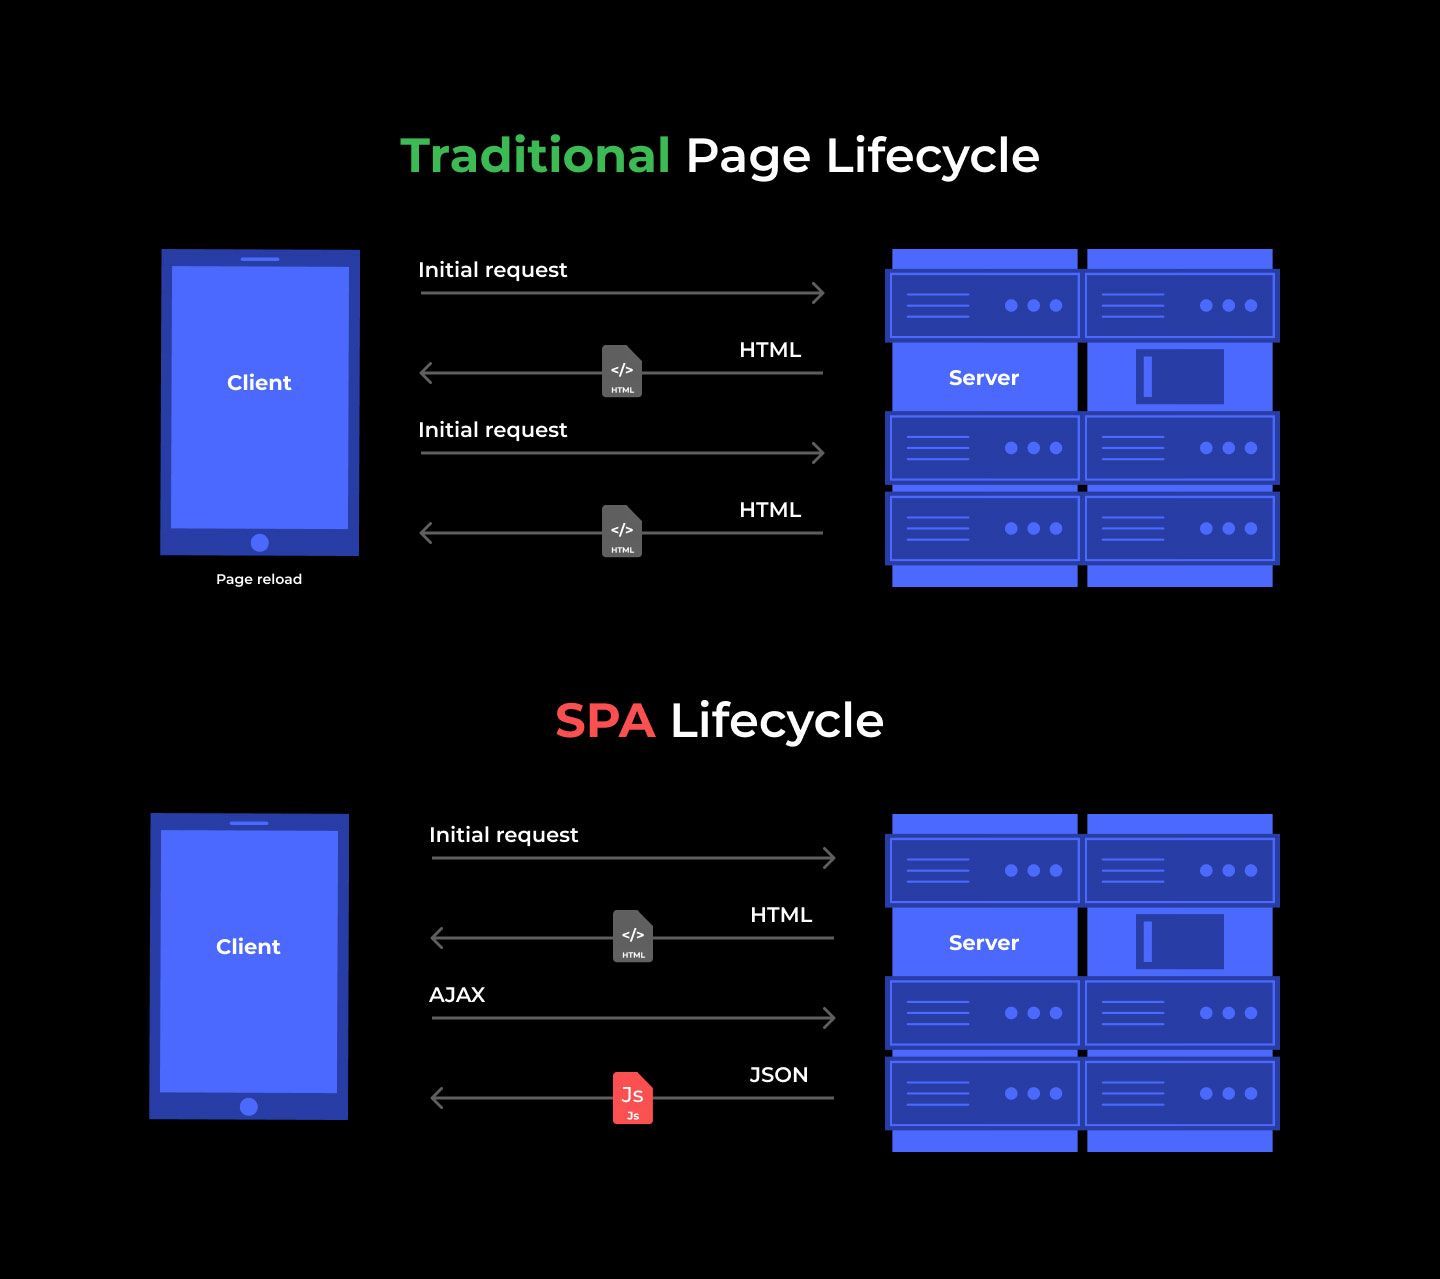 Traditional Page Lifecycle
Client
Initial request
HTML
</>
HTML
Initial request
HTML
</>
HTML
Server
Page reload
SPA Lifecycle
Client
Initial request
HTML
</>
HTML
AJAX
JSON
Js
Js
Server